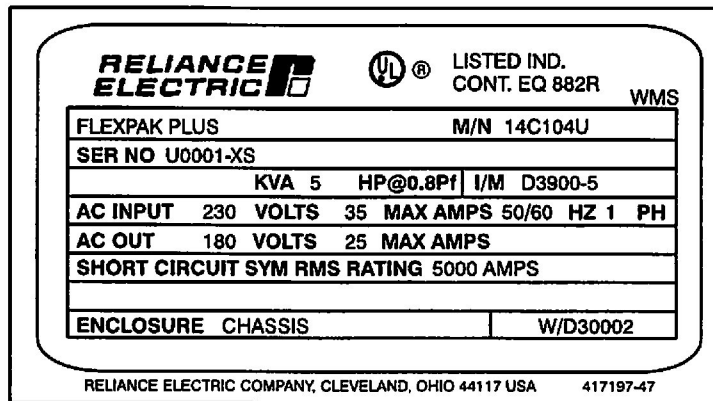 RELIANCE
ELECTRIC
UL ® LISTED IND.
CONT. EQ 882R
WMS
FLEXPAK PLUS M/N 14C104U
SER NO U0001-XS
KVA 5 HP@0.8Pf I/M D3900-5
AC INPUT 230 VOLTS 35 MAX AMPS 50/60 HZ 1 PH
AC OUT 180 VOLTS 25 MAX AMPS
SHORT CIRCUIT SYM RMS RATING 5000 AMPS
ENCLOSURE CHASSIS W/D30002
RELIANCE ELECTRIC COMPANY, CLEVELAND, OHIO 44117 USA 417197-47